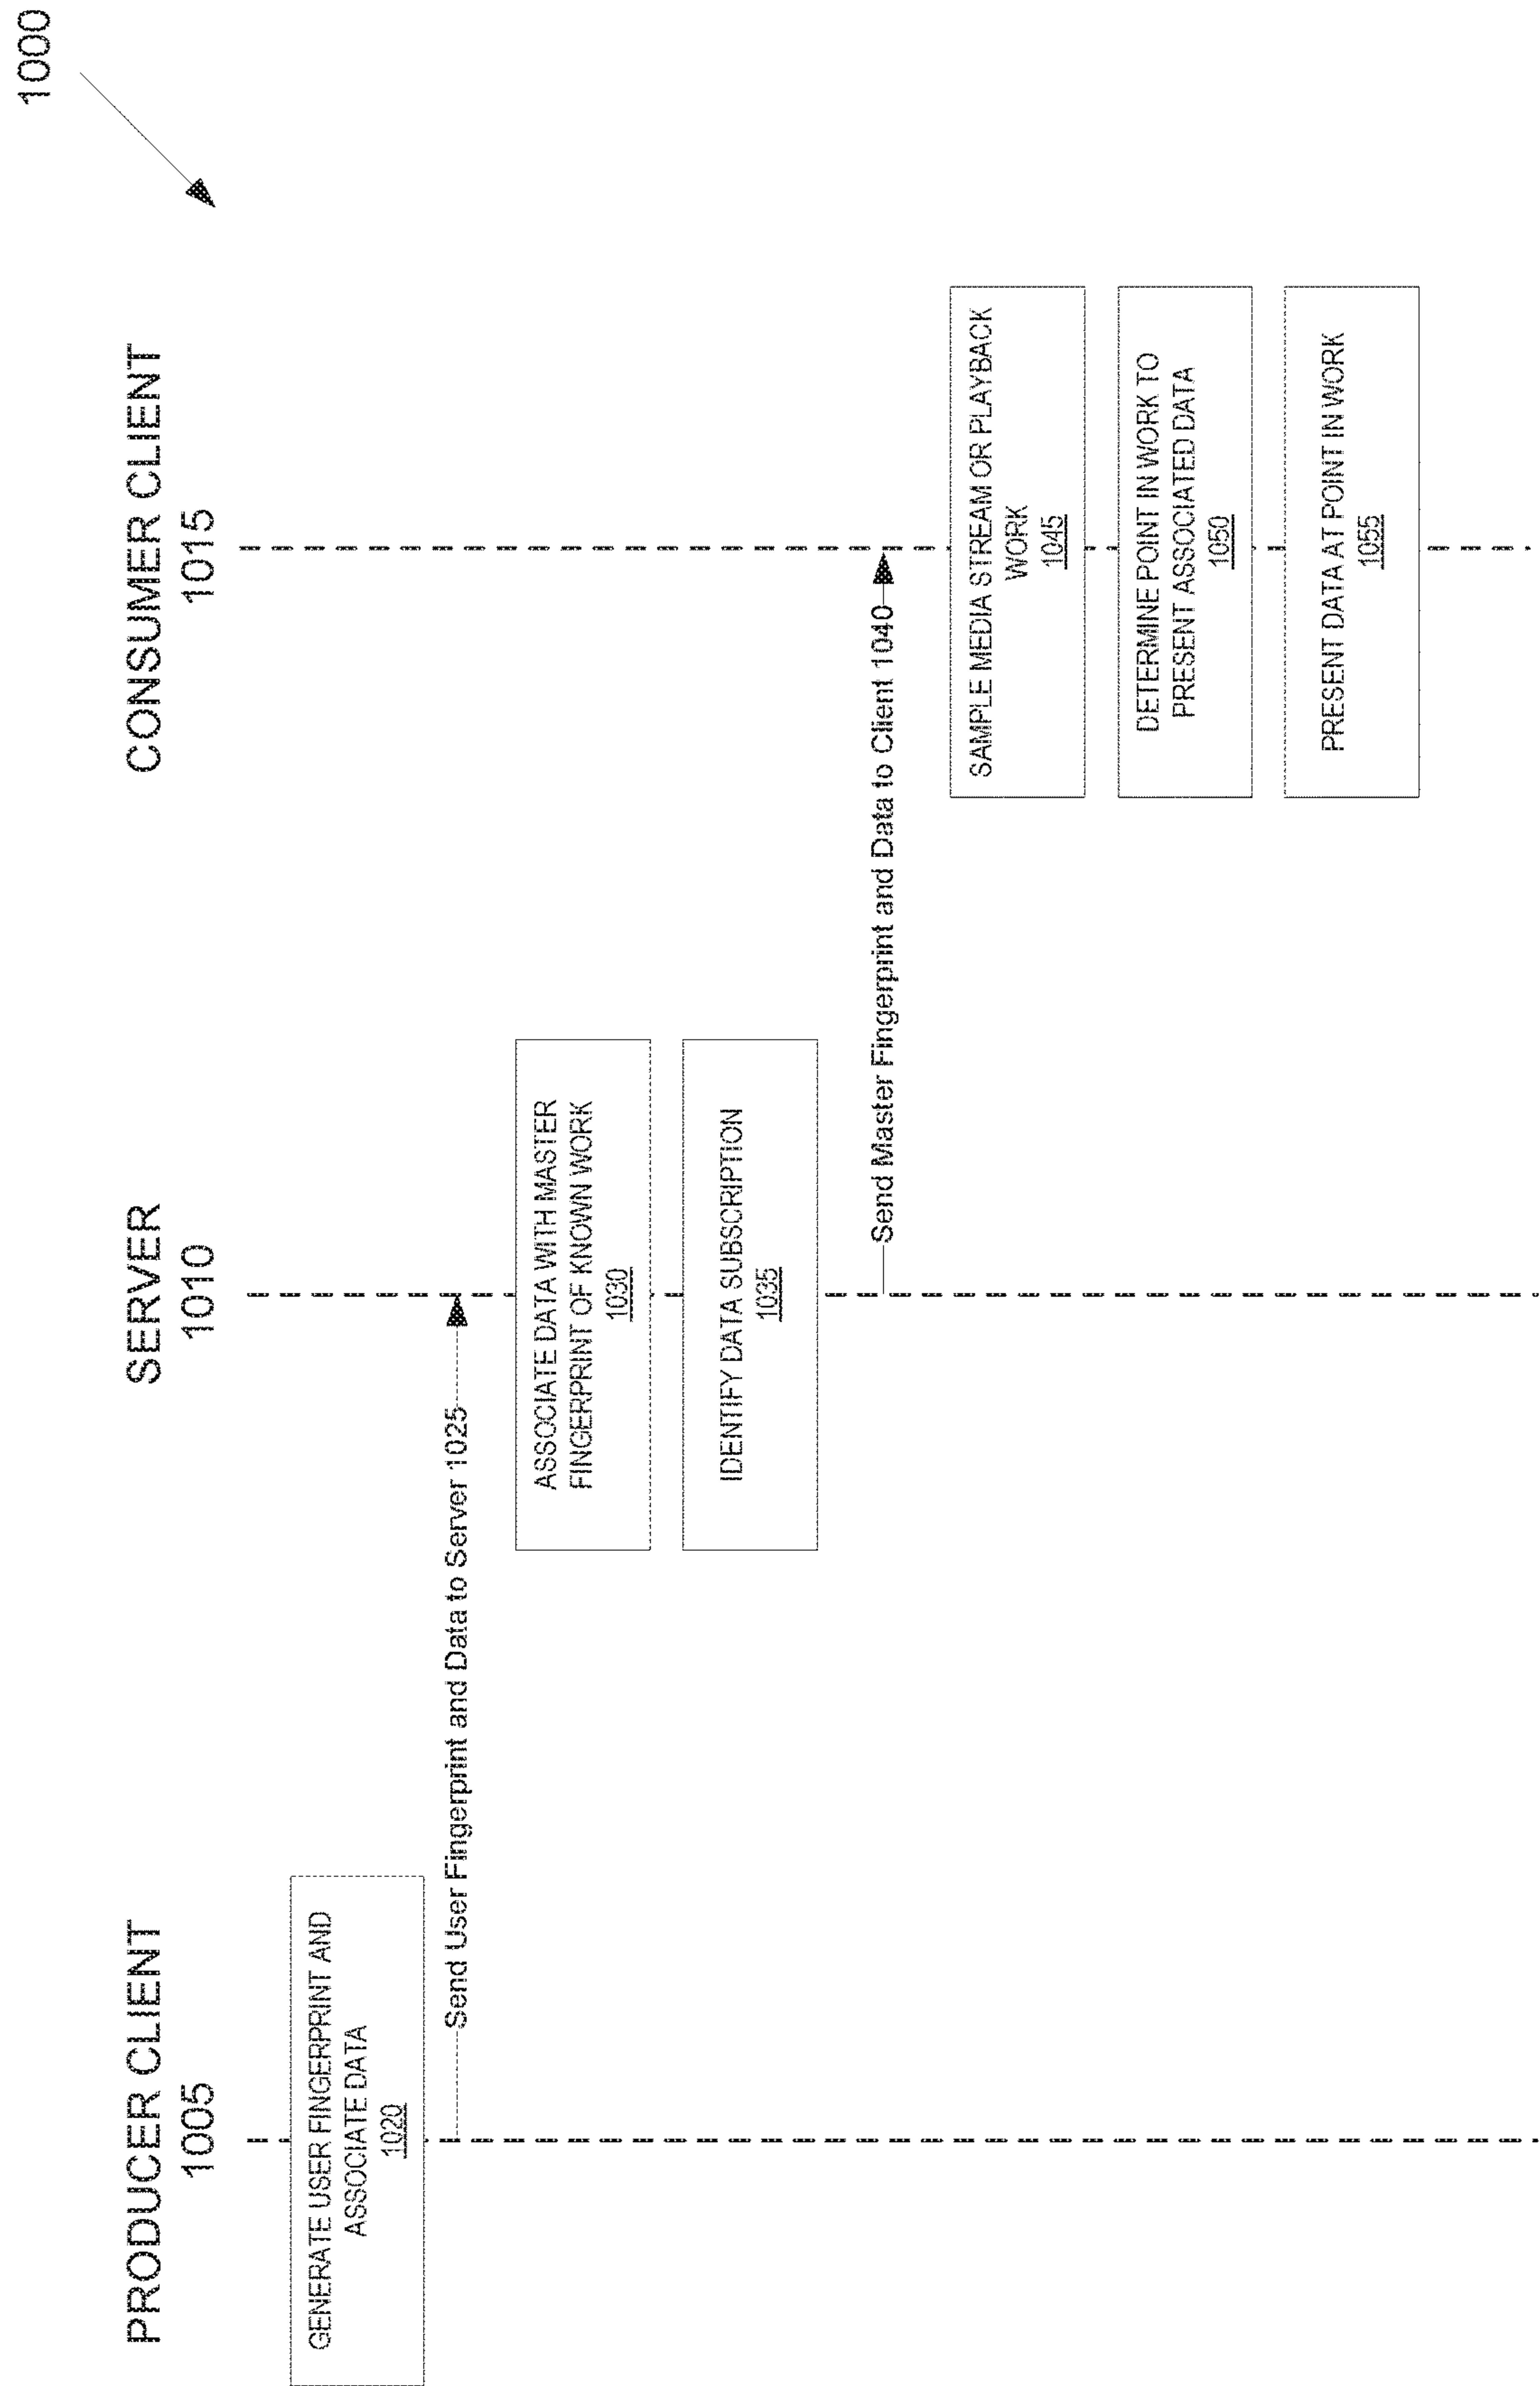 1000
PRODUCER CLIENT
1005
SERVER
1010
CONSUMER CLIENT
1015
GENERATE USER FINGERPRINT AND
ASSOCIATE DATA
1020
Send User Fingerprint and Data to Server 1025
ASSOCIATE DATA WITH MASTER
FINGERPRINT OF KNOWN WORK
1030
IDENTIFY DATA SUBSCRIPTION
1035
Send Master Fingerprint and Data to Client 1040
SAMPLE MEDIA STREAM OR PLAYBACK
WORK
1045
DETERMINE POINT IN WORK TO
PRESENT ASSOCIATED DATA
1050
PRESENT DATA AT POINT IN WORK
1055